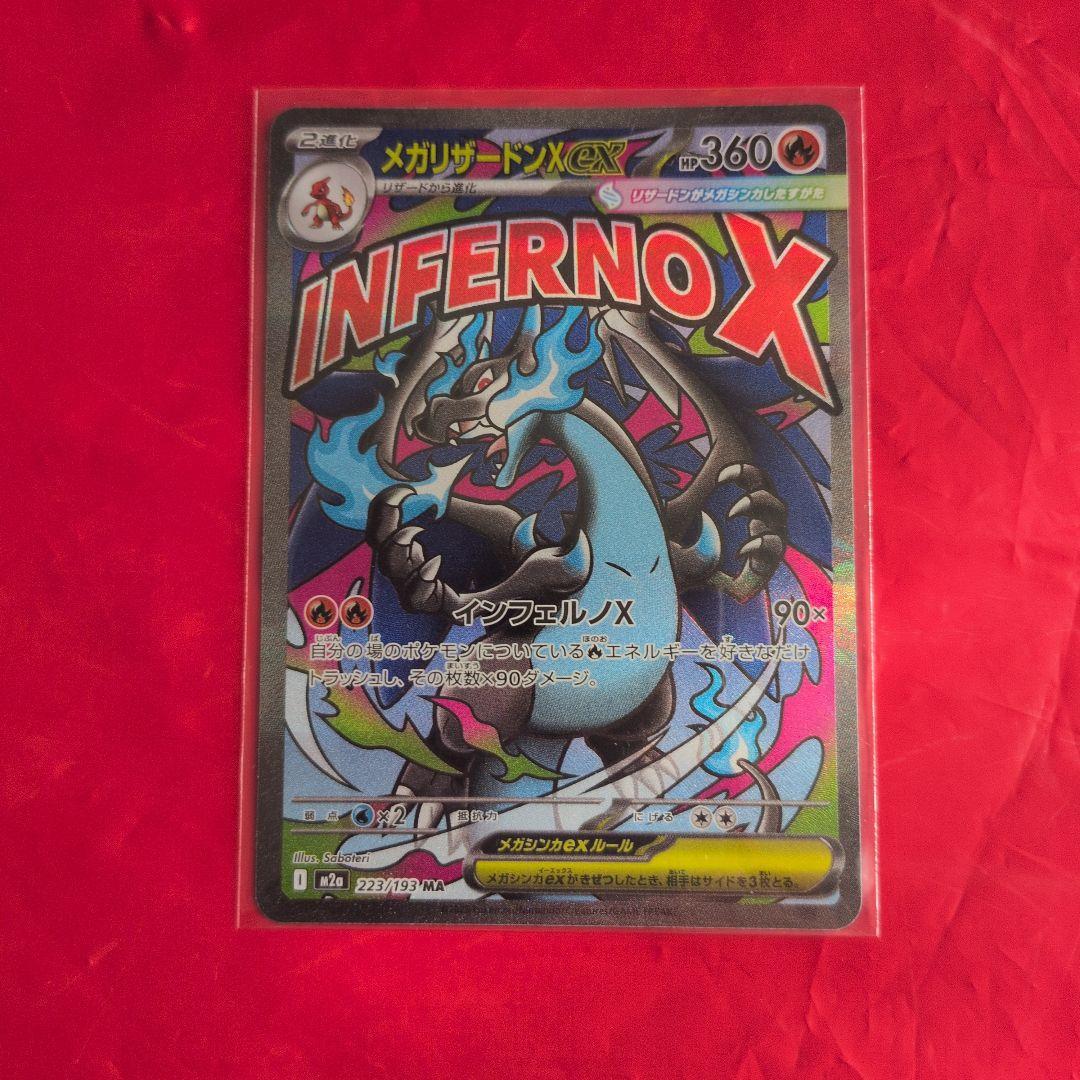 2進化
メガリザードンXex
HP360
リザードから進化
リザードンがメガシンカしたすがた
INFERNO X
インフェルノX 90×
自分の場のポケモンについているエネルギーを好きなだけ
トラッシュし、その枚数×90ダメージ。
弱点 ×2 抵抗力 にげる
メガシンカexルール
メガシンカexがきぜつしたとき、相手はサイドを3枚とる。
Illus. Saboteri
I m2a 223/193 MA